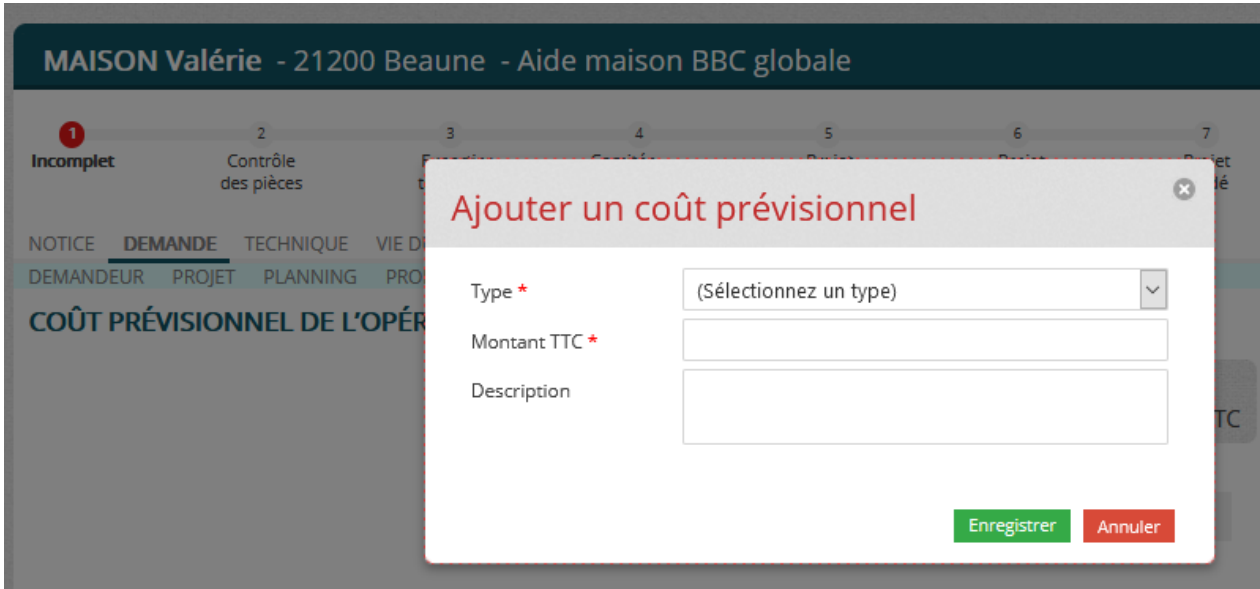 MAISON Valérie - 21200 Beaune - Aide maison BBC globale
1 2 3 4 5 6 7
Incomplet Contrôle
des pièces
Ajouter un coût prévisionnel
NOTICE DEMANDE TECHNIQUE VIE
DEMANDEUR PROJET PLANNING
COÛT PRÉVISIONNEL DE L'OPÉR
Type *
(Sélectionnez un type)
Montant TTC *
Description
TC
Enregistrer Annuler